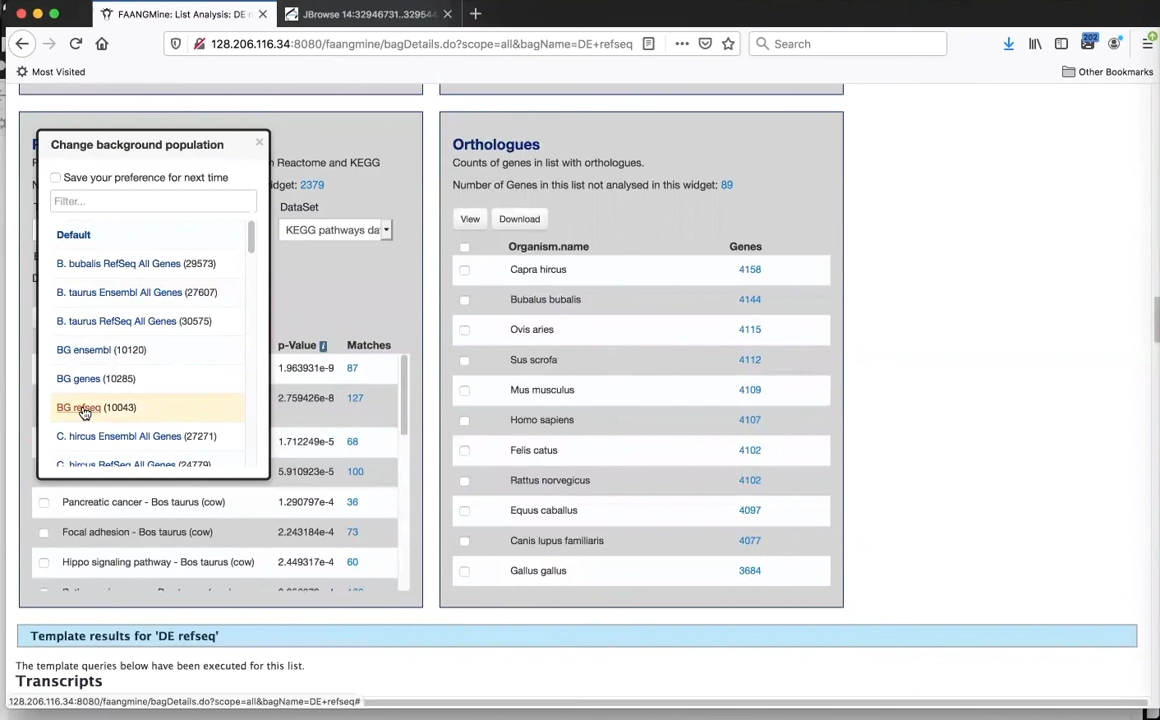 FAANGMine: List Analysis: DE r
JBrowse 14:32946731..329544
128.206.116.34:8080/faangmine/bagDetails.do?scope=all&bagName=DE+refseq
Search
202
Most Visited
Other Bookmarks
Change background population
Save your preference for next time
Filter...
Default
B. bubalis RefSeq All Genes (29573)
B. taurus Ensembl All Genes (27607)
B. taurus RefSeq All Genes (30575)
BG ensembl (10120)
BG genes (10285)
BG refseq (10043)
C. hircus Ensembl All Genes (27271)
C. hircus RefSeq All Genes (24779)
n Reactome and KEGG
dget: 2379
DataSet
KEGG pathways da
p-Value Matches
1.963931e-9 87
2.759426e-8 127
1.712249e-5 68
5.910923e-5 100
Pancreatic cancer - Bos taurus (cow) 1.290797e-4 36
Focal adhesion - Bos taurus (cow) 2.243184e-4 73
Hippo signaling pathway - Bos taurus (cow) 2.449317e-4 60
Orthologues
Counts of genes in list with orthologues.
Number of Genes in this list not analysed in this widget: 89
View Download
Organism.name Genes
Capra hircus 4158
Bubalus bubalis 4144
Ovis aries 4115
Sus scrofa 4112
Mus musculus 4109
Homo sapiens 4107
Felis catus 4102
Rattus norvegicus 4102
Equus caballus 4097
Canis lupus familiaris 4077
Gallus gallus 3684
Template results for 'DE refseq'
The template queries below have been executed for this list.
Transcripts
128.206.116.34:8080/faangmine/bagDetails.do?scope=all&bagName=DE+refseq#